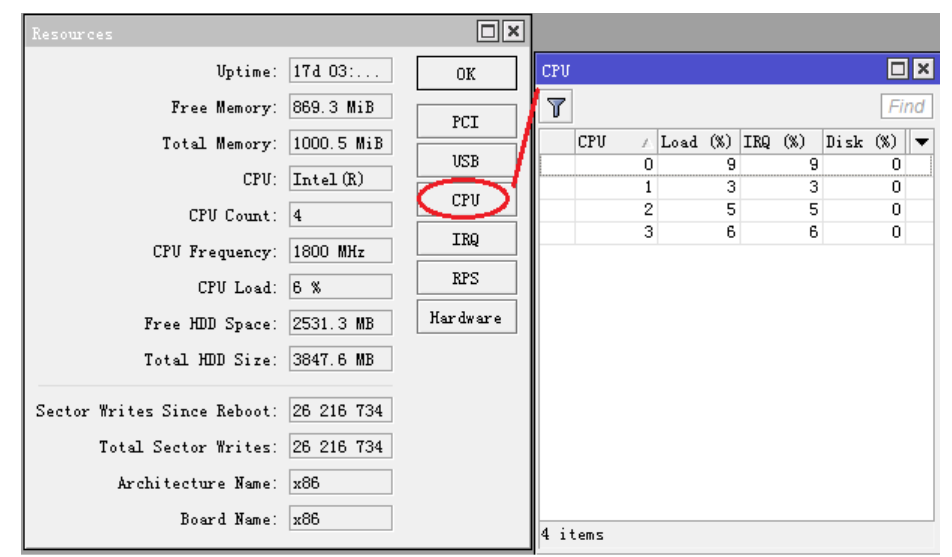 Resources
Uptime: 17d 03:...
Free Memory: 869.3 MiB
Total Memory: 1000.5 MiB
CPU: Intel(R)
CPU Count: 4
CPU Frequency: 1800 MHz
CPU Load: 6 %
Free HDD Space: 2531.3 MB
Total HDD Size: 3847.6 MB
Sector Writes Since Reboot: 26 216 734
Total Sector Writes: 26 216 734
Architecture Name: x86
Board Name: x86
OK
PCI
USB
CPU
IRQ
RPS
Hardware
CPU
Find
CPU Load (%) IRQ (%) Disk (%)
0 9 9 0
1 3 3 0
2 5 5 0
3 6 6 0
4 items